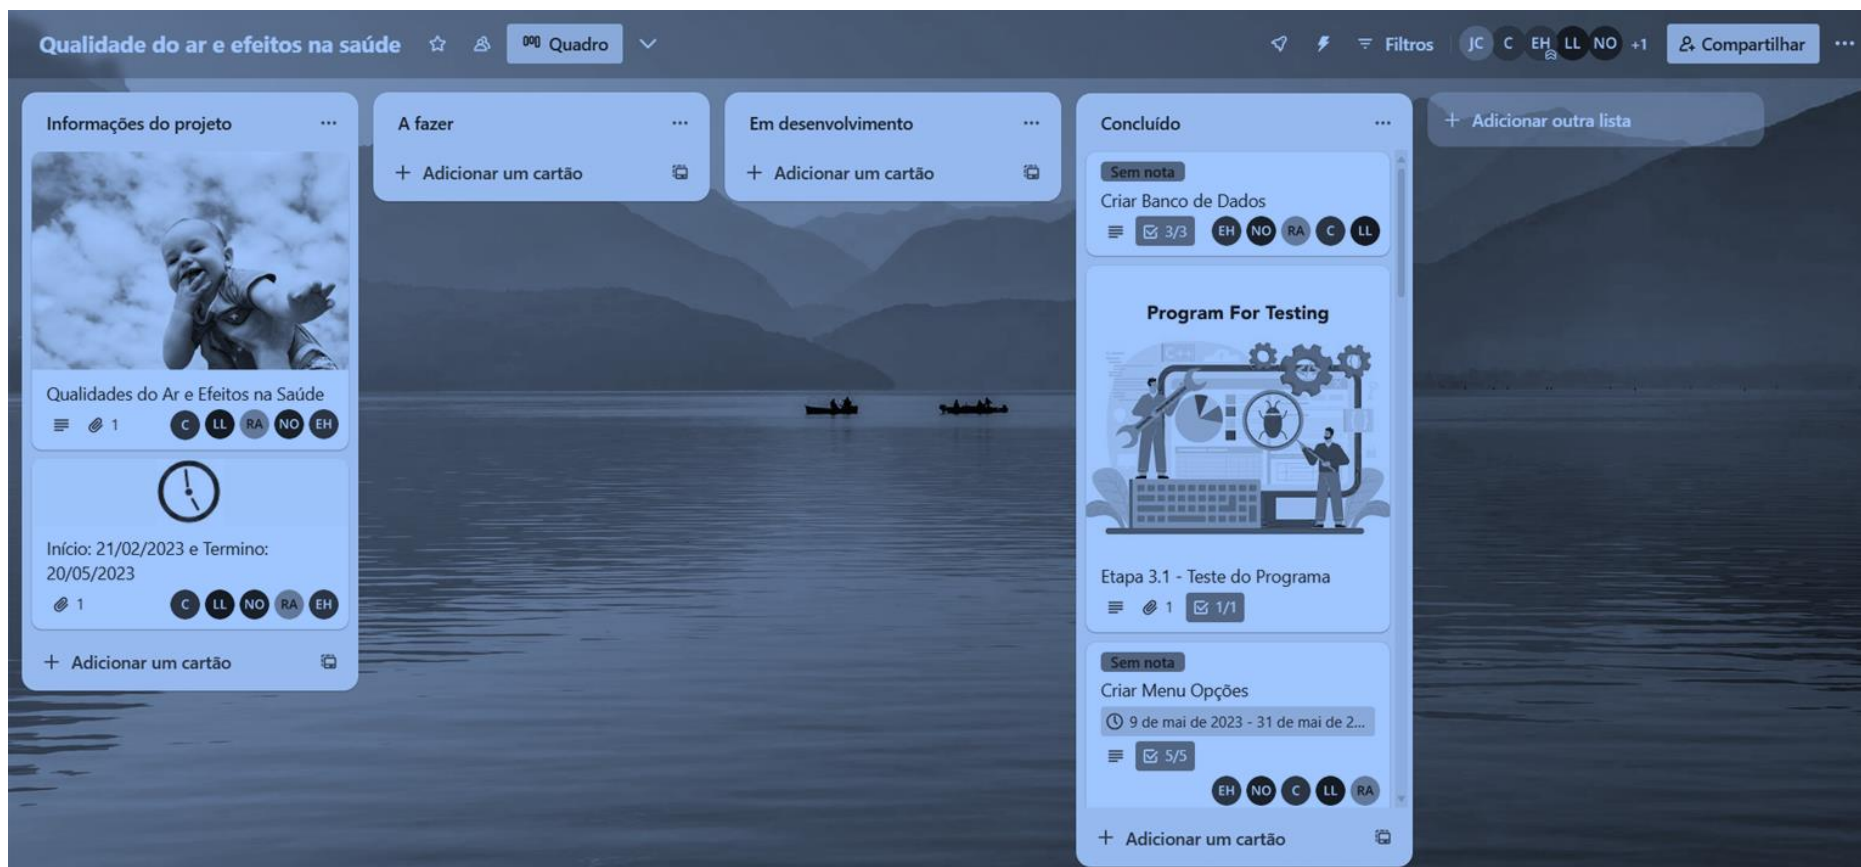 Qualidade do ar e efeitos na saúde
Quadro
Filtros
JC C EH LL NO +1
Compartilhar
Informações do projeto
Qualidades do Ar e Efeitos na Saúde
1 C LL RA NO EH
Início: 21/02/2023 e Termino:
20/05/2023
1 C LL NO RA EH
+ Adicionar um cartão
A fazer
+ Adicionar um cartão
Em desenvolvimento
+ Adicionar um cartão
Concluído
Sem nota
Criar Banco de Dados
3/3 EH NO RA C LL
Program For Testing
C++
Etapa 3.1 - Teste do Programa
1 1/1
Sem nota
Criar Menu Opções
9 de mai de 2023 - 31 de mai de 2...
5/5
EH NO C LL RA
+ Adicionar um cartão
+ Adicionar outra lista